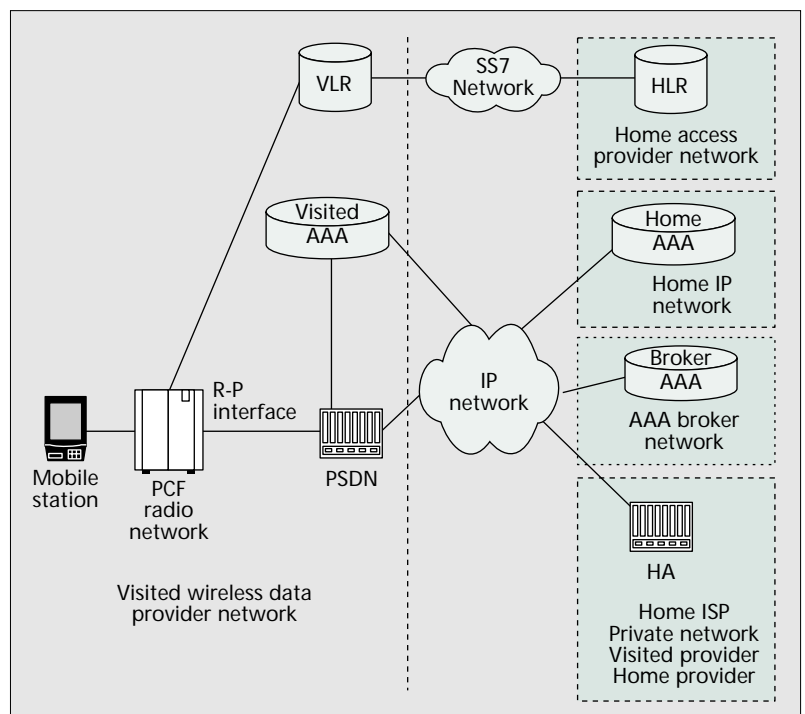 VLR
SS7
Network
HLR
Home access
provider network
Visited
AAA
Home
AAA
Home IP
network
Broker
AAA
AAA broker
network
IP
network
R-P
interface
Mobile
station
PCF
radio
network
PSDN
HA
Visited wireless data
provider network
Home ISP
Private network
Visited provider
Home provider